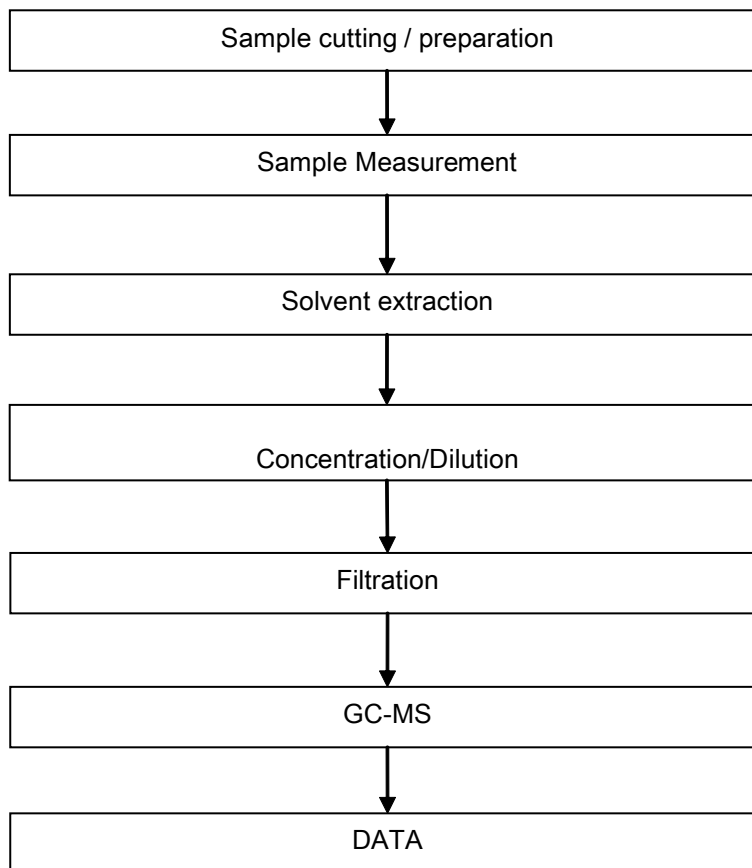 Sample cutting / preparation
Sample Measurement
Solvent extraction
Concentration/Dilution
Filtration
GC-MS
DATA